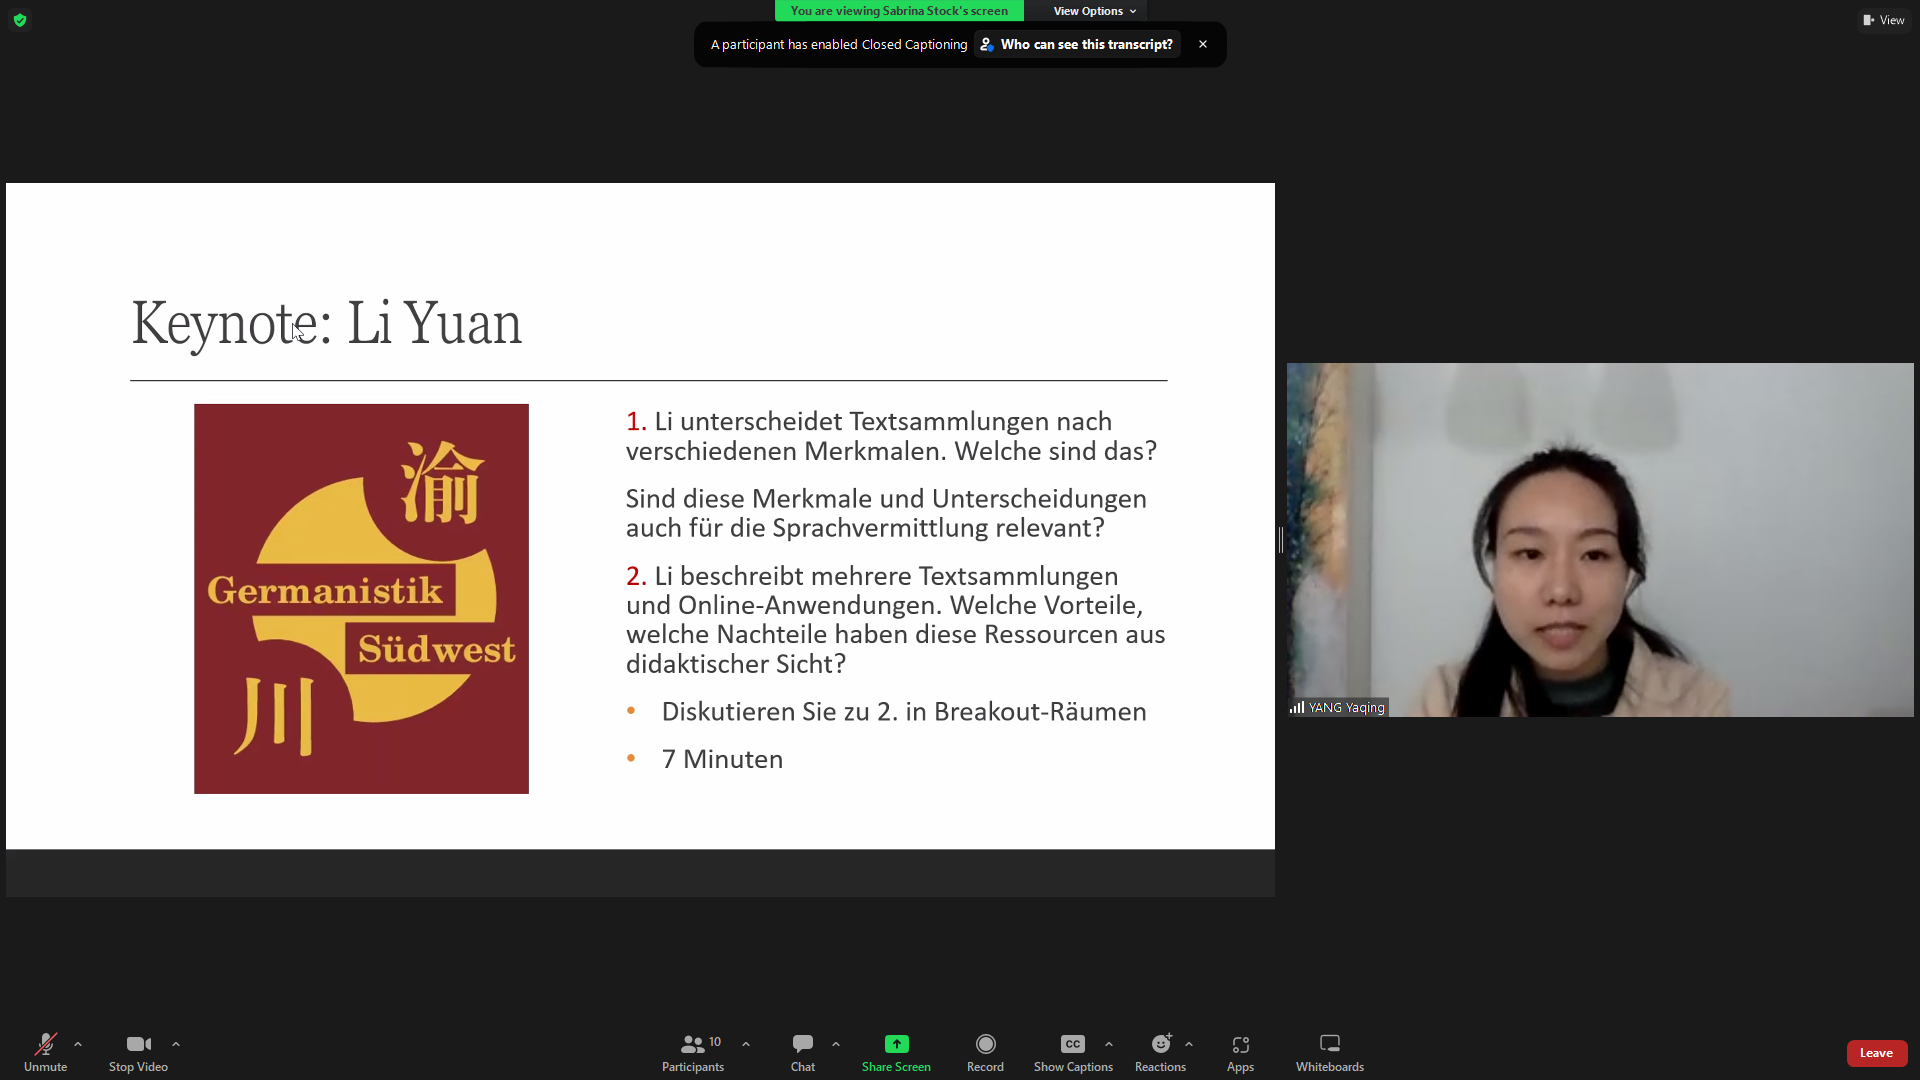 You are viewing Sabrina Stock's screen
View Options
View
A participant has enabled Closed Captioning
Who can see this transcript?
Keynote: Li Yuan
渝
Germanistik
Südwest
川
1. Li unterscheidet Textsammlungen nach
verschiedenen Merkmalen. Welche sind das?
Sind diese Merkmale und Unterscheidungen
auch für die Sprachvermittlung relevant?
2. Li beschreibt mehrere Textsammlungen
und Online-Anwendungen. Welche Vorteile,
welche Nachteile haben diese Ressourcen aus
didaktischer Sicht?
• Diskutieren Sie zu 2. in Breakout-Räumen
• 7 Minuten
YANG Yaqing
Unmute
Stop Video
Participants
10
Chat
Share Screen
Record
CC
Show Captions
Reactions
Apps
Whiteboards
Leave